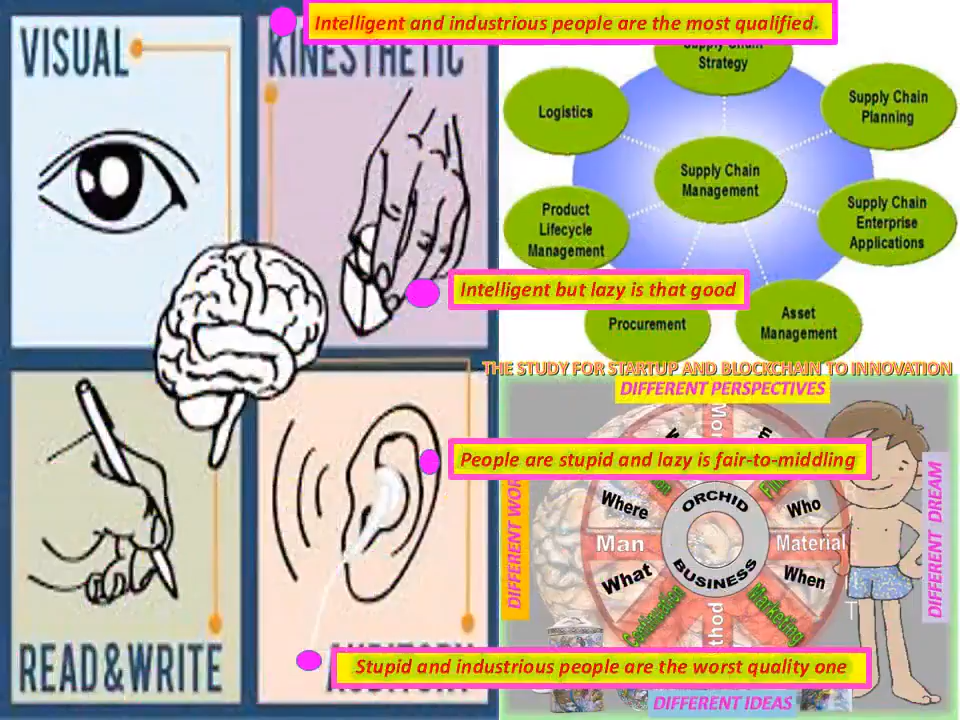 Intelligent and industrious people are the most qualified.
VISUAL
KINESTHETIC
Supply Chain
Strategy
Logistics
Supply Chain
Planning
Supply Chain
Management
Product
Lifecycle
Management
Supply Chain
Enterprise
Applications
Intelligent but lazy is that good
Procurement
Asset
Management
THE STUDY FOR STARTUP AND BLOCKCHAIN TO INNOVATION
DIFFERENT PERSPECTIVES
People are stupid and lazy is fair-to-middling
DIFFERENT
DIFFERENT DREAM
ORCHID
BUSINESS
Where
Who
Man
Material
What
When
Marketing
READ&WRITE
AUDITORY
Stupid and industrious people are the worst quality one
DIFFERENT IDEAS